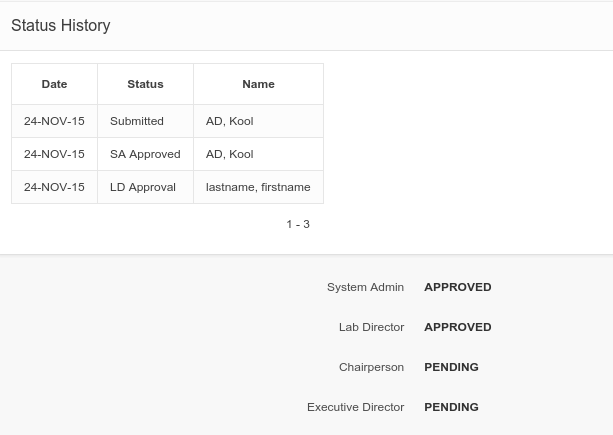 Status History
Date Status Name
24-NOV-15 Submitted AD, Kool
24-NOV-15 SA Approved AD, Kool
24-NOV-15 LD Approval lastname, firstname
1 - 3
System Admin APPROVED
Lab Director APPROVED
Chairperson PENDING
Executive Director PENDING